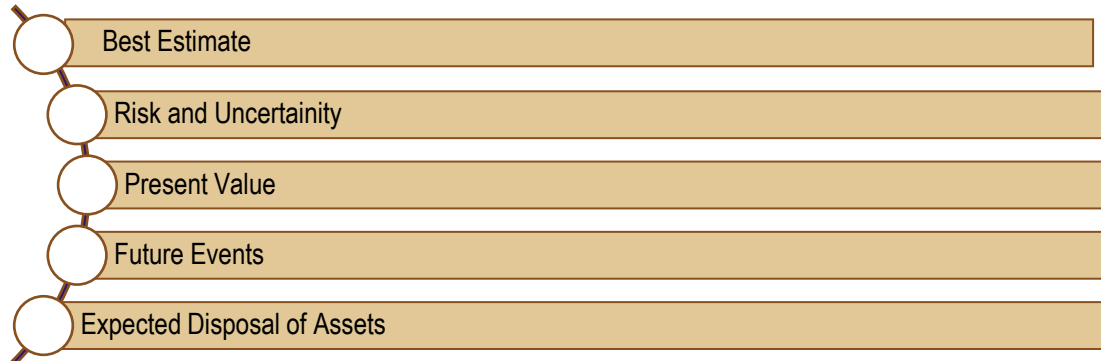 Best Estimate
Risk and Uncertainity
Present Value
Future Events
Expected Disposal of Assets